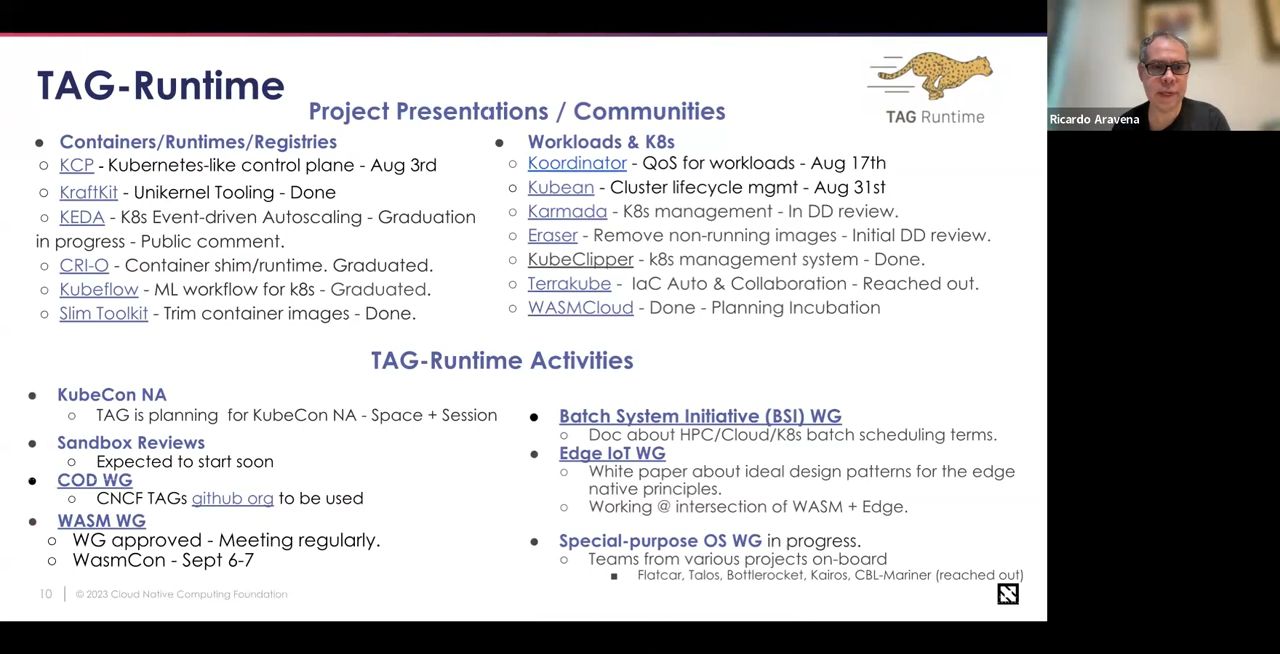 TAG-Runtime
TAG Runtime
Project Presentations / Communities
● Containers/Runtimes/Registries
○ KCP - Kubernetes-like control plane - Aug 3rd
○ KraftKit - Unikernel Tooling - Done
○ KEDA - K8s Event-driven Autoscaling - Graduation
in progress - Public comment.
○ CRI-O - Container shim/runtime. Graduated.
○ Kubeflow - ML workflow for k8s - Graduated.
○ Slim Toolkit - Trim container images - Done.
● Workloads & K8s
○ Koordinator - QoS for workloads - Aug 17th
○ Kubean - Cluster lifecycle mgmt - Aug 31st
○ Karmada - K8s management - In DD review.
○ Eraser - Remove non-running images - Initial DD review.
○ KubeClipper - k8s management system - Done.
○ Terrakube - IaC Auto & Collaboration - Reached out.
○ WASMCloud - Done - Planning Incubation
TAG-Runtime Activities
● KubeCon NA
○ TAG is planning for KubeCon NA - Space + Session
● Sandbox Reviews
○ Expected to start soon
● COD WG
○ CNCF TAGs github org to be used
● WASM WG
○ WG approved - Meeting regularly.
○ WasmCon - Sept 6-7
● Batch System Initiative (BSI) WG
○ Doc about HPC/Cloud/K8s batch scheduling terms.
● Edge IoT WG
○ White paper about ideal design patterns for the edge
native principles.
○ Working @ intersection of WASM + Edge.
● Special-purpose OS WG in progress.
○ Teams from various projects on-board
■ Flatcar, Talos, Bottlerocket, Kairos, CBL-Mariner (reached out)
10 | © 2023 Cloud Native Computing Foundation
Ricardo Aravena